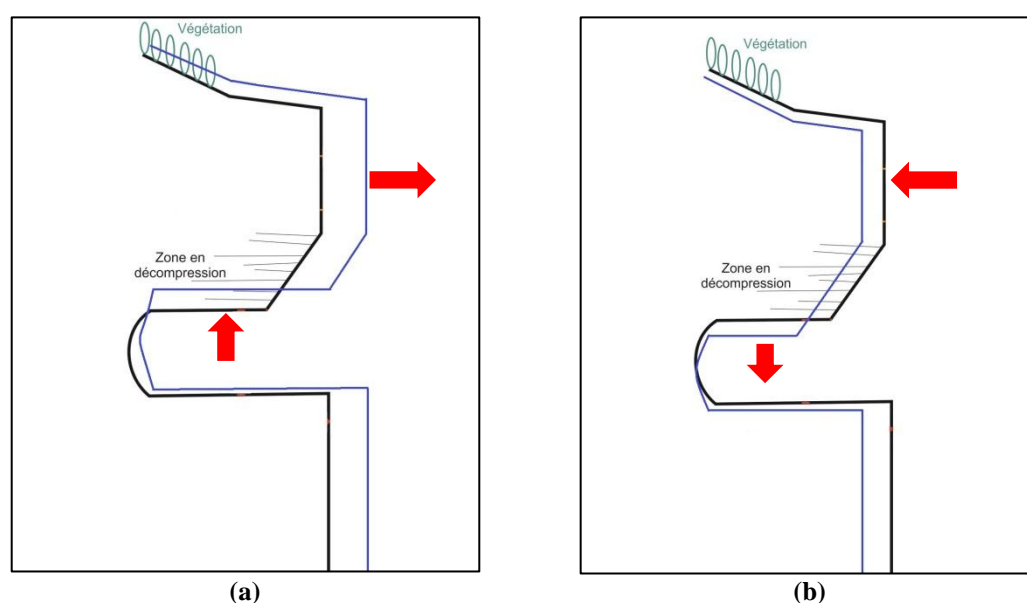 Végétation
Zone en
décompression
(a)
Végétation
Zone en
décompression
(b)